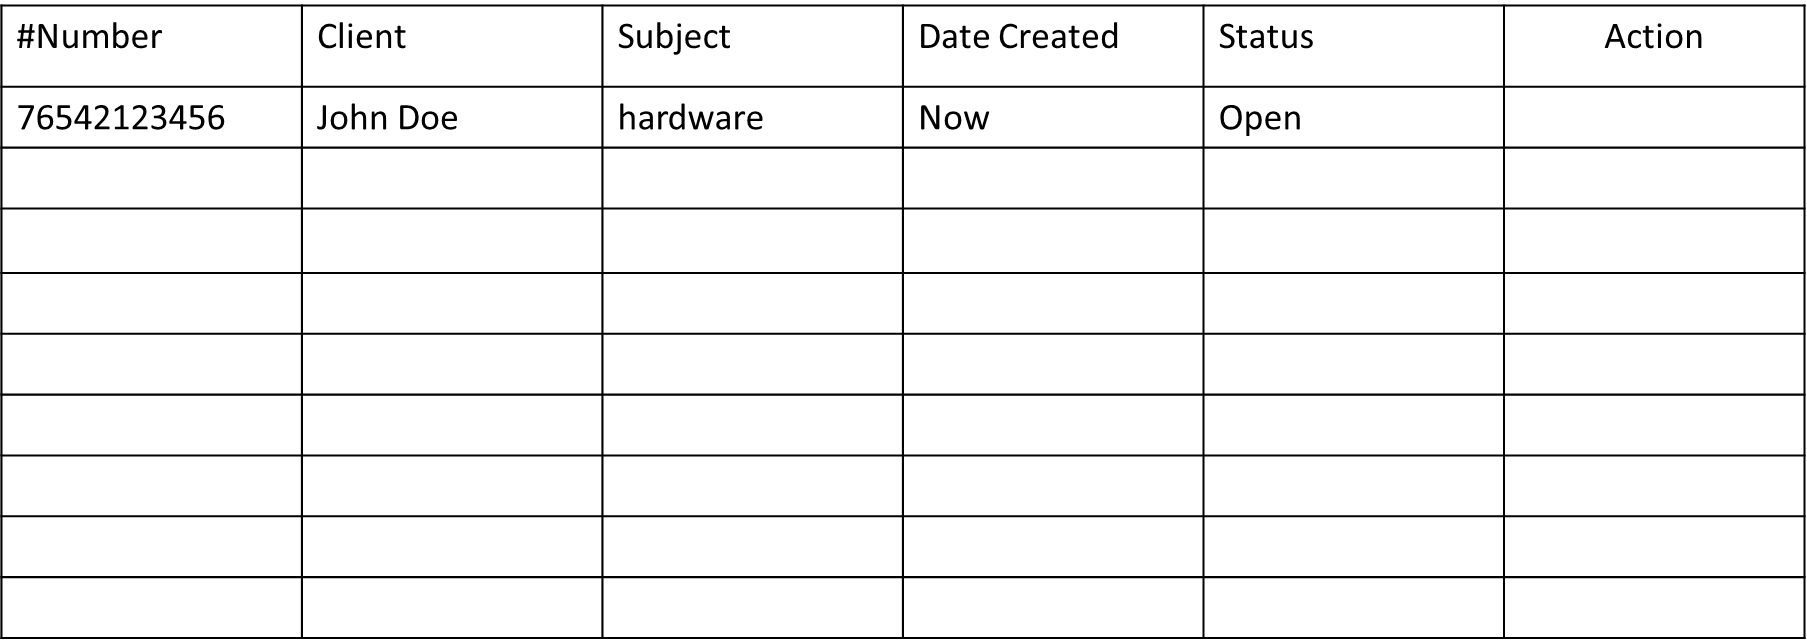 #Number Client Subject Date Created Status Action
76542123456 John Doe hardware Now Open